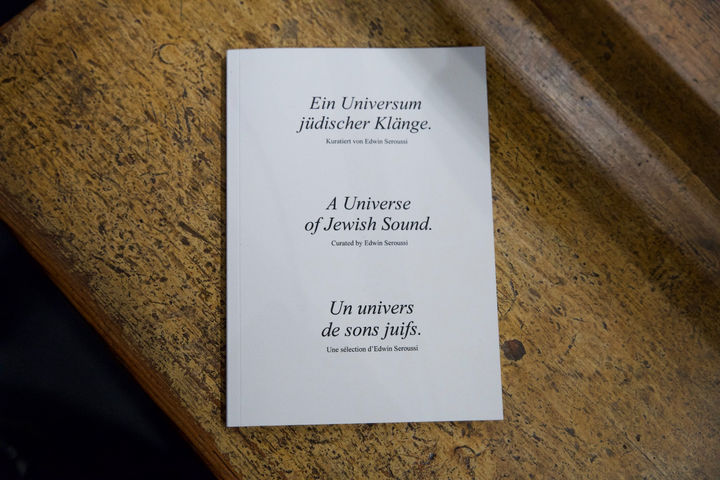 Ein Universum
jüdischer Klänge.
Kuratiert von Edwin Seroussi
A Universe
of Jewish Sound.
Curated by Edwin Seroussi
Un univers
de sons juifs.
Une sélection d'Edwin Seroussi